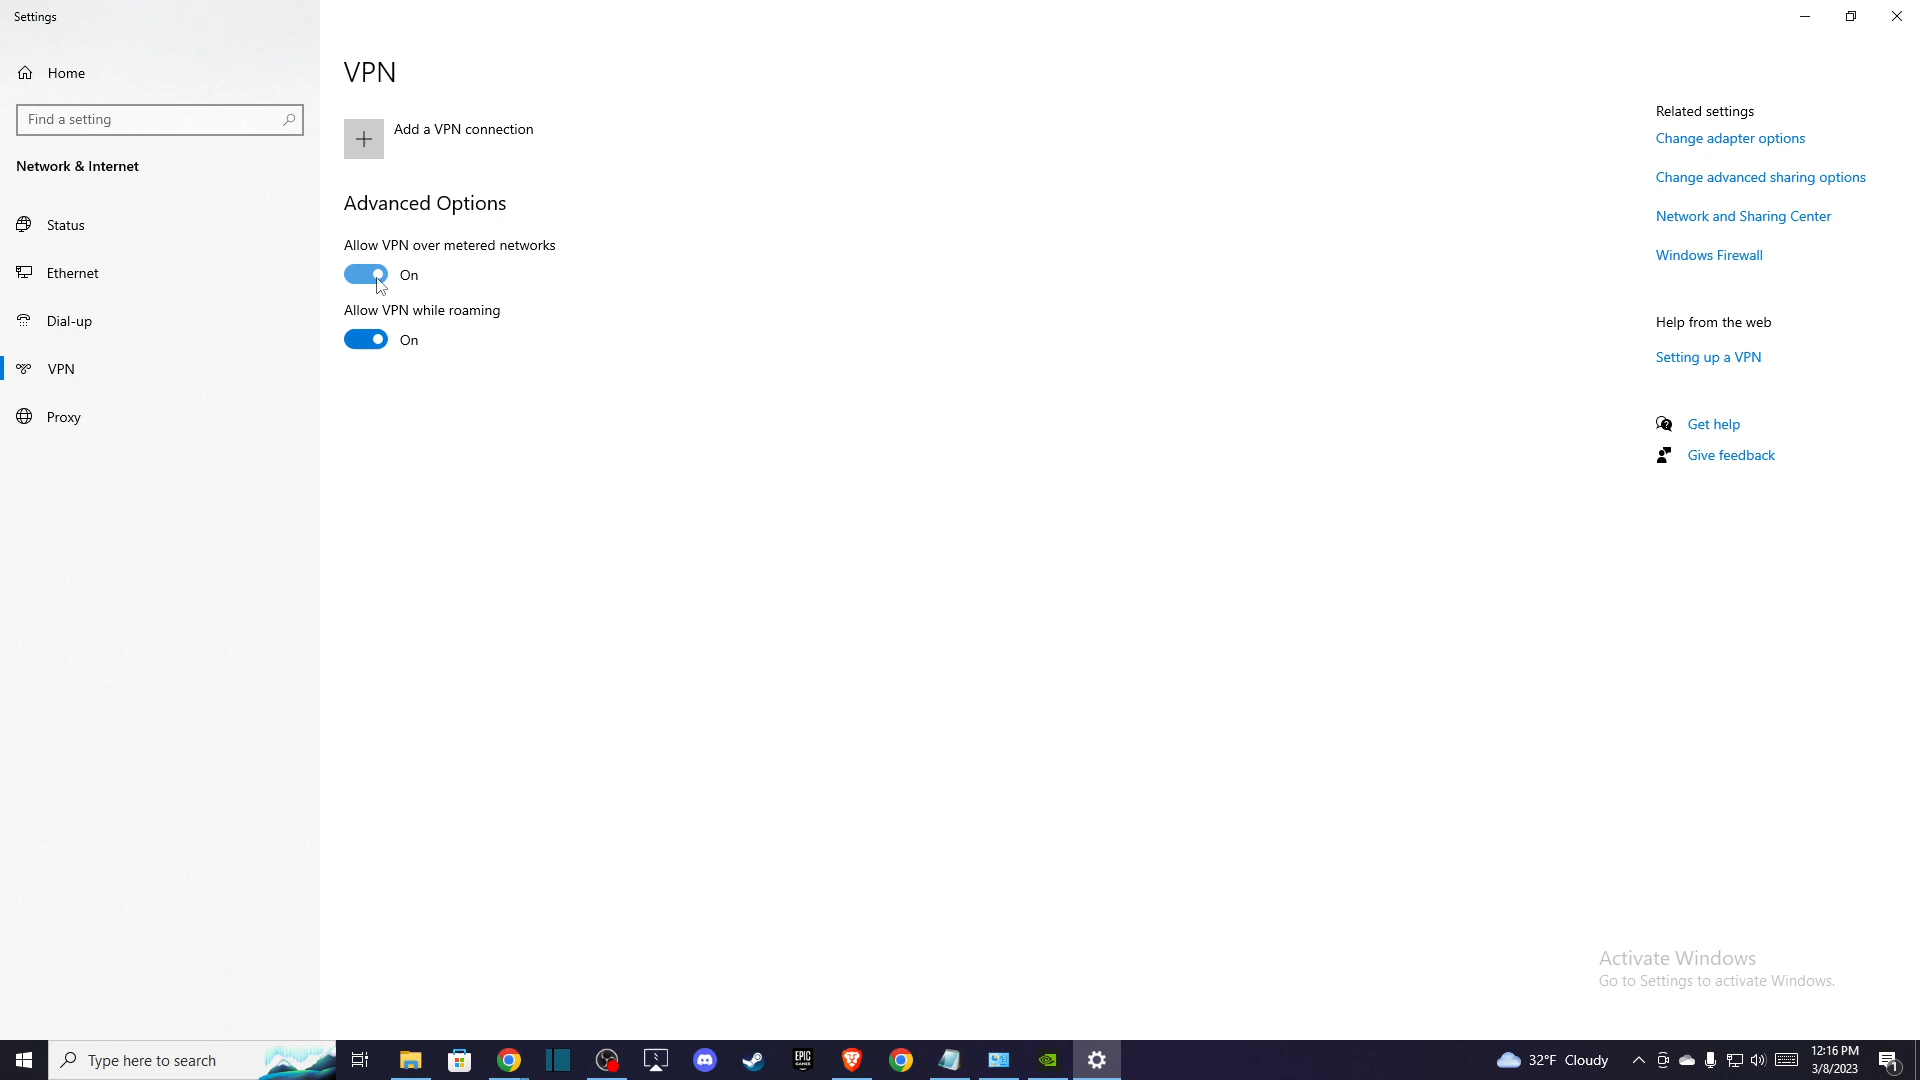 Settings
Home
Find a setting
Network & Internet
Status
Ethernet
Dial-up
VPN
Proxy
VPN
Add a VPN connection
Advanced Options
Allow VPN over metered networks
On
Allow VPN while roaming
On
Related settings
Change adapter options
Change advanced sharing options
Network and Sharing Center
Windows Firewall
Help from the web
Setting up a VPN
Get help
Give feedback
Activate Windows
Go to Settings to activate Windows.
Type here to search
EPIC
GAMES
32°F Cloudy
12:16 PM
3/8/2023
1